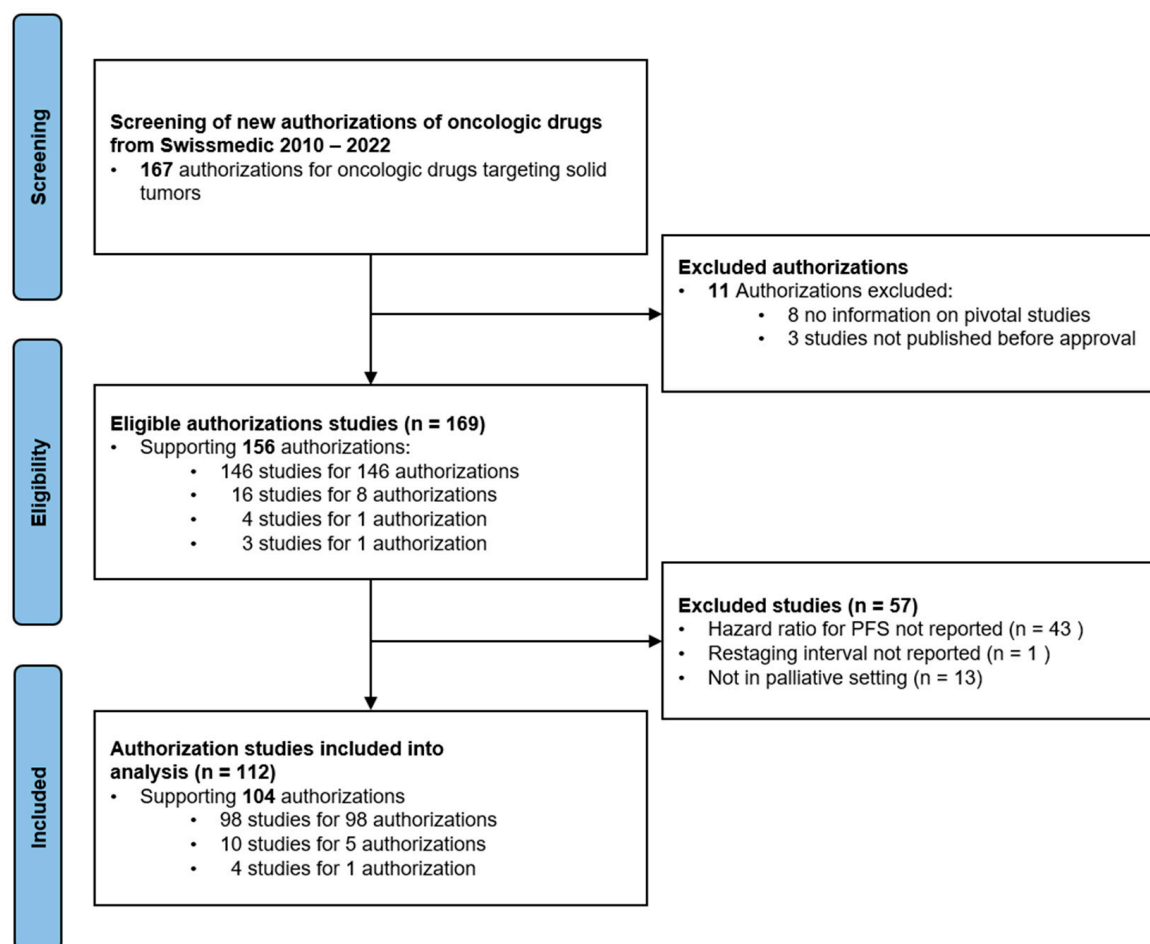 Screening
Screening of new authorizations of oncologic drugs
from Swissmedic 2010 – 2022
• 167 authorizations for oncologic drugs targeting solid
tumors
Excluded authorizations
• 11 Authorizations excluded:
• 8 no information on pivotal studies
• 3 studies not published before approval
Eligibility
Eligible authorizations studies (n = 169)
• Supporting 156 authorizations:
• 146 studies for 146 authorizations
• 16 studies for 8 authorizations
• 4 studies for 1 authorization
• 3 studies for 1 authorization
Excluded studies (n = 57)
• Hazard ratio for PFS not reported (n = 43 )
• Restaging interval not reported (n = 1 )
• Not in palliative setting (n = 13)
Included
Authorization studies included into
analysis (n = 112)
• Supporting 104 authorizations
• 98 studies for 98 authorizations
• 10 studies for 5 authorizations
• 4 studies for 1 authorization